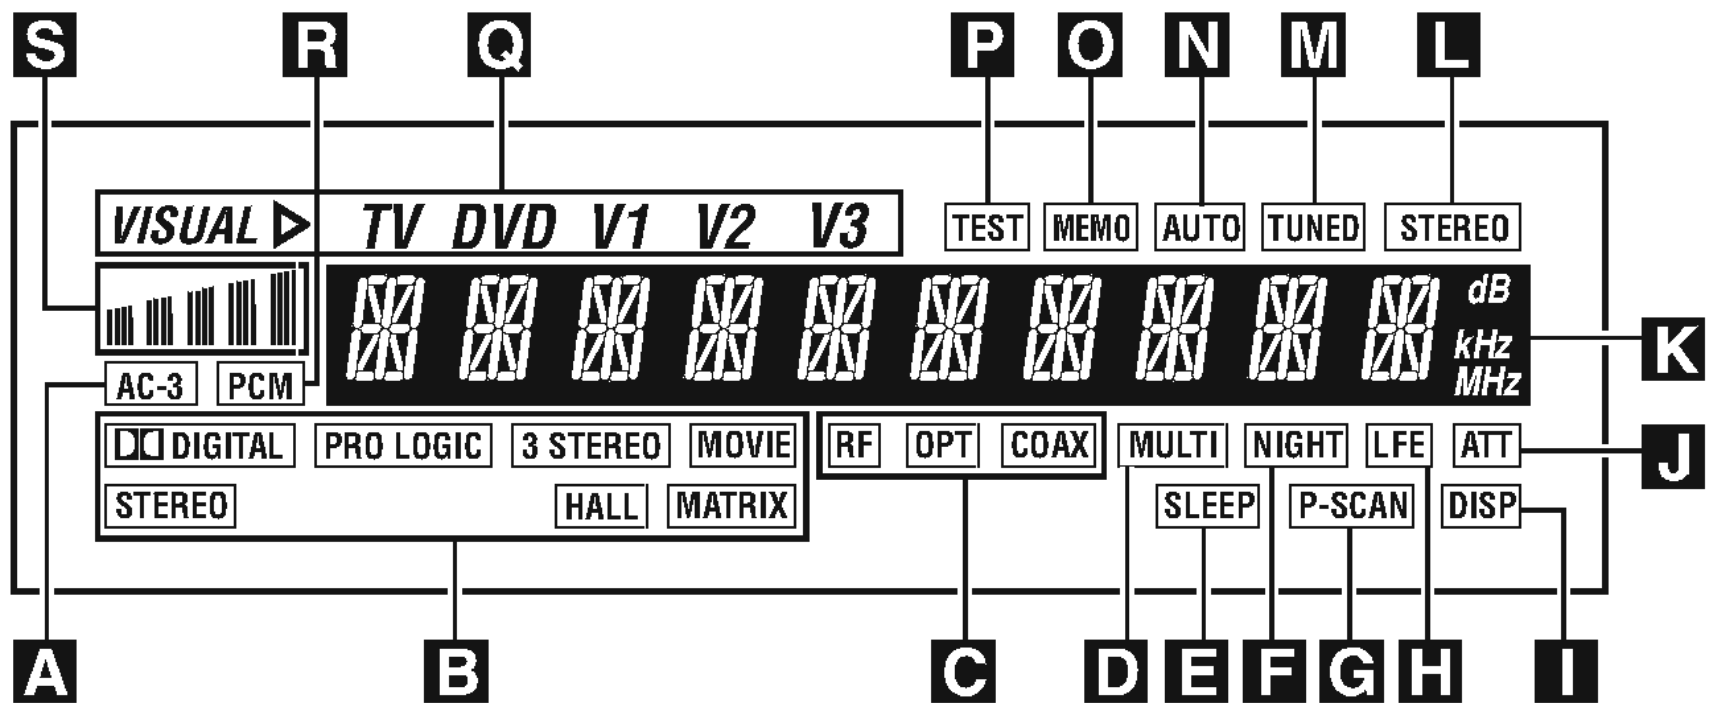 S R Q P O N M L
VISUAL TV DVD V1 V2 V3 TEST MEMO AUTO TUNED STEREO
dB
kHz K
MHz
AC-3 PCM
DIGITAL PRO LOGIC 3 STEREO MOVIE RF OPT COAX MULTI NIGHT LFE ATT J
STEREO HALL MATRIX SLEEP P-SCAN DISP
A B C D E F G H I